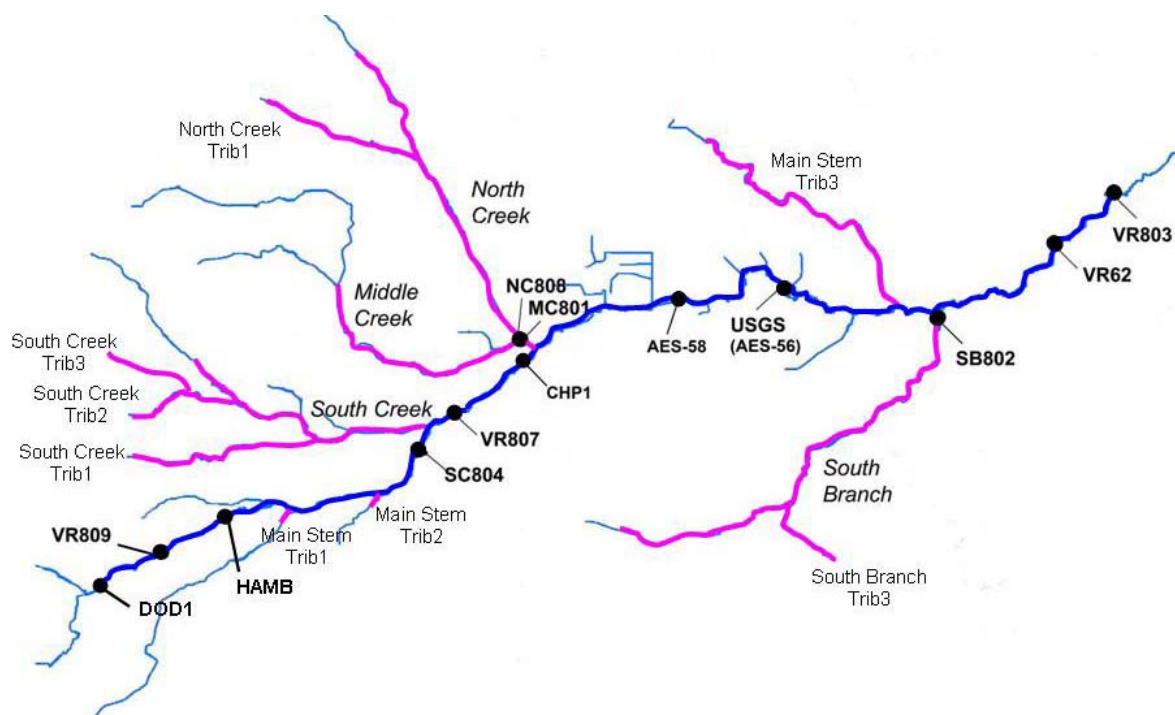 North Creek
Trib1
North
Creek
Main Stem
Trib3
VR803
VR62
NC808
MC801
Middle
Creek
USGS
(AES-56)
AES-58
SB802
South Creek
Trib3
CHP1
South Creek
Trib2
South Creek
VR807
South Creek
Trib1
SC804
South
Branch
Main Stem
Trib2
Main Stem
Trib1
VR809
HAMB
South Branch
Trib3
DOD1